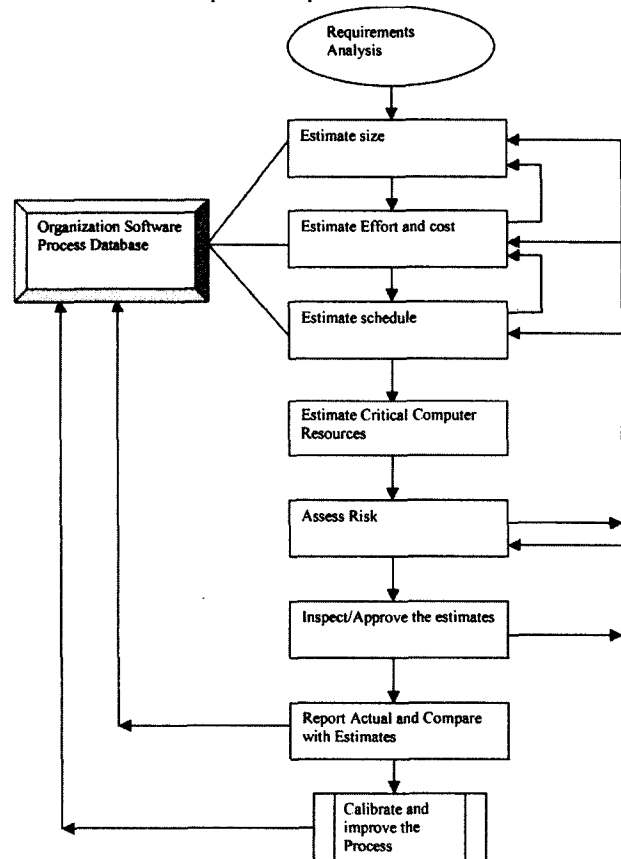 Requirements
Analysis
Estimate size
Organization Software
Process Database
Estimate Effort and cost
Estimate schedule
Estimate Critical Computer
Resources
Assess Risk
Inspect/Approve the estimates
Report Actual and Compare
with Estimates
Calibrate and
improve the
Process